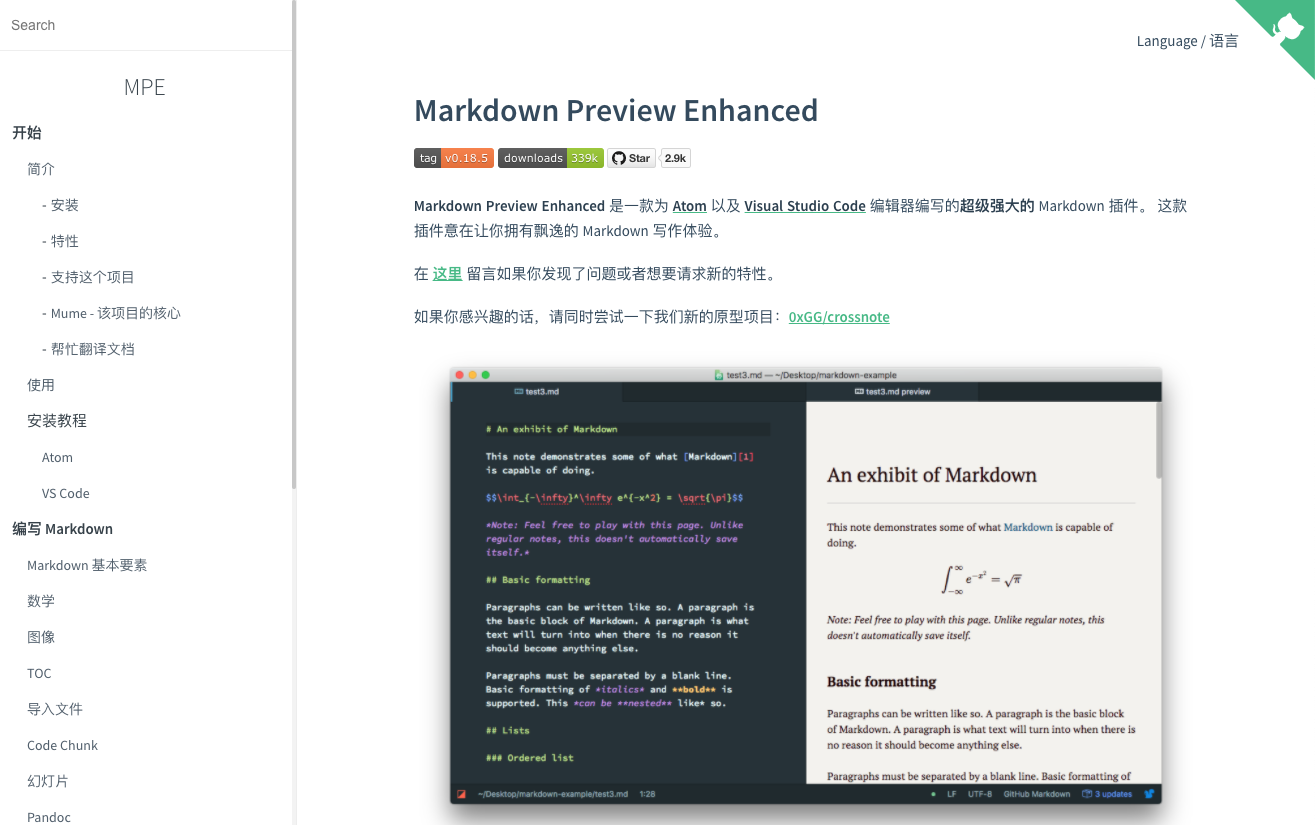 Search
MPE
开始
简介
- 安装
- 特性
- 支持这个项目
- Mume - 该项目的核心
- 帮忙翻译文档
使用
安装教程
Atom
VS Code
编写 Markdown
Markdown 基本要素
数学
图像
TOC
导入文件
Code Chunk
幻灯片
Pandoc
Language / 语言
Markdown Preview Enhanced
tag v0.18.5 downloads 339k Star 2.9k
Markdown Preview Enhanced 是一款为 Atom 以及 Visual Studio Code 编辑器编写的超级强大的 Markdown 插件。 这款
插件意在让你拥有飘逸的 Markdown 写作体验。
在 这里 留言如果你发现了问题或者想要请求新的特性。
如果你感兴趣的话，请同时尝试一下我们新的原型项目：0xGG/crossnote
test3.md — ~/Desktop/markdown-example
test3.md
# An exhibit of Markdown
This note demonstrates some of what [Markdown][1]
is capable of doing.
$$\int_{-\infty}^\infty e^{-x^2} = \sqrt{\pi}$$
*Note: Feel free to play with this page. Unlike
regular notes, this doesn't automatically save
itself.*
## Basic formatting
Paragraphs can be written like so. A paragraph is
the basic block of Markdown. A paragraph is what
text will turn into when there is no reason it
should become anything else.
Paragraphs must be separated by a blank line.
Basic formatting of *italics* and **bold** is
supported. This *can be **nested** like* so.
## Lists
### Ordered list
test3.md preview
An exhibit of Markdown
This note demonstrates some of what Markdown is capable of
doing.
∫_{-∞}^{∞} e^{-x²} = √π
Note: Feel free to play with this page. Unlike regular notes, this
doesn't automatically save itself.
Basic formatting
Paragraphs can be written like so. A paragraph is the basic block
of Markdown. A paragraph is what text will turn into when there is
no reason it should become anything else.
Paragraphs must be separated by a blank line. Basic formatting of
~/Desktop/markdown-example/test3.md 1:28
LF UTF-8 GitHub Markdown 3 updates